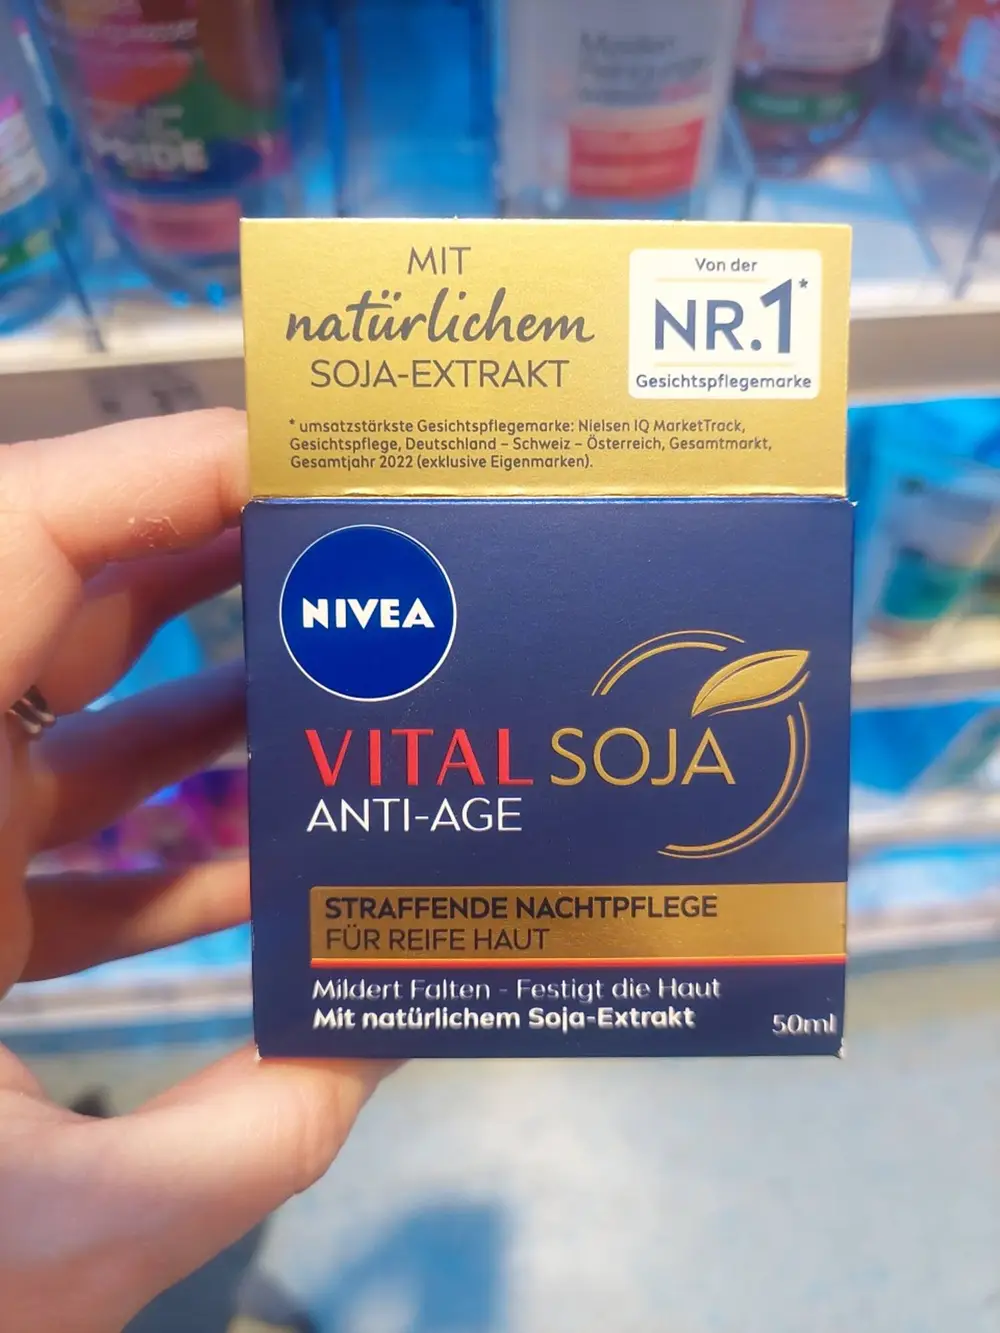 MIT
natürlichem
SOJA-EXTRAKT
Von der
NR.1*
Gesichtspflegemarke
* umsatzstärkste Gesichtspflegemarke: Nielsen IQ MarketTrack,
Gesichtspflege, Deutschland – Schweiz – Österreich, Gesamtmarkt,
Gesamtjahr 2022 (exklusive Eigenmarken).
NIVEA
VITAL SOJA
ANTI-AGE
STRAFFENDE NACHTPFLEGE
FÜR REIFE HAUT
Mildert Falten - Festigt die Haut
Mit natürlichem Soja-Extrakt
50ml